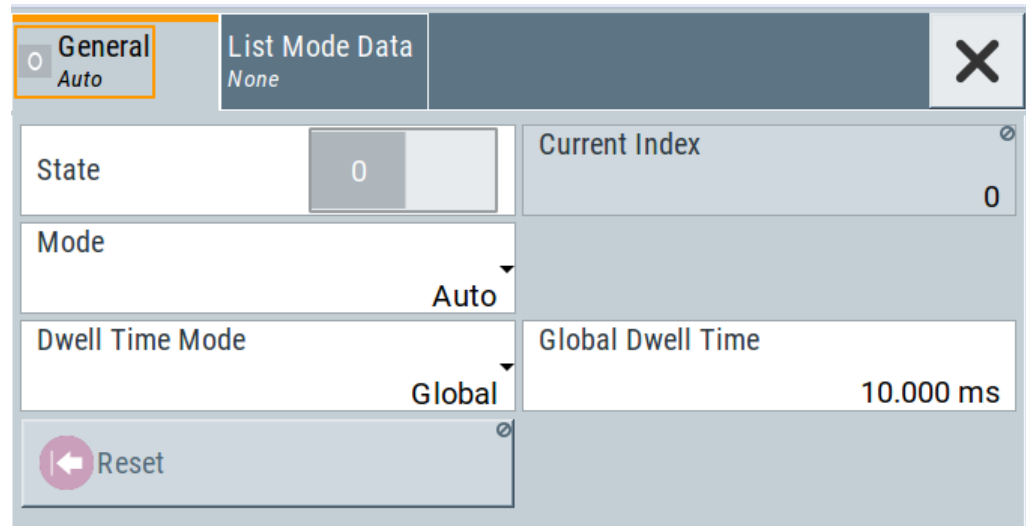 0 General
Auto
List Mode Data
None
State 0
Current Index
0
Mode
Auto
Dwell Time Mode
Global
Global Dwell Time
10.000 ms
Reset